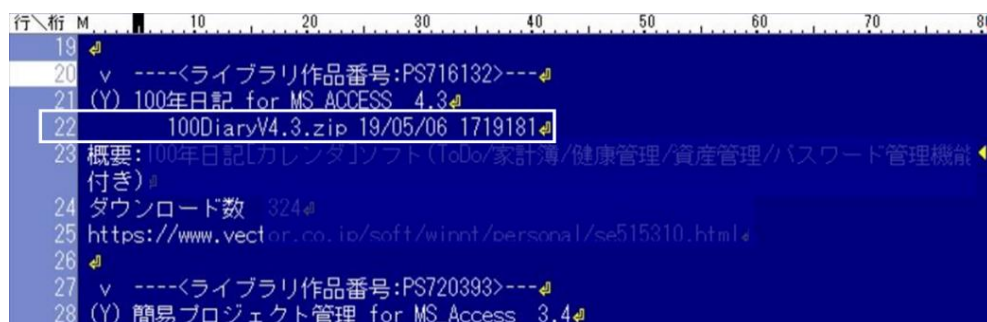 行＼桁 M 10 20 30 40 50 60 70 80
19
20 v ----<ライブラリ作品番号:PS716132>---
21 (Y) 100年日記 for MS ACCESS 4.3
22 100DiaryV4.3.zip 19/05/06 1719181
23 概要:100年日記[カレンダ]ソフト(ToDo/家計簿/健康管理/資産管理/パスワード管理機能
付き)
24 ダウンロード数 324
25 https://www.vector.co.jp/soft/winnt/personal/se515310.html
26
27 v ----<ライブラリ作品番号:PS720393>---
28 (Y) 簡易プロジェクト管理 for MS Access 3.4